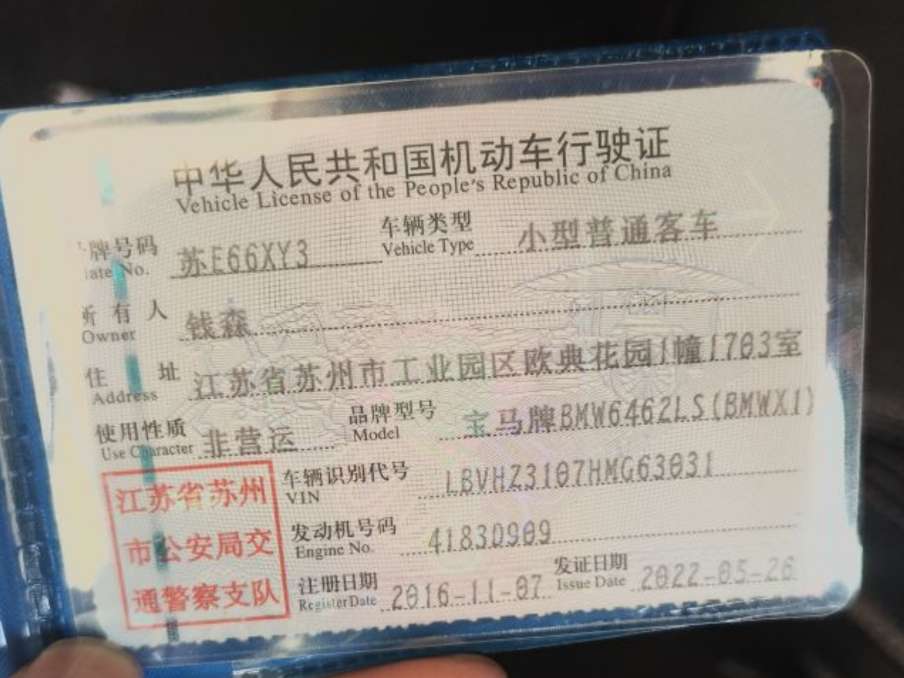 中华人民共和国机动车行驶证
Vehicle License of the People's Republic of China
牌号码 苏E66XY3 车辆类型 小型普通客车
ate No. Vehicle Type
所有人 钱森
Owner
住址 江苏省苏州市工业园区欧典花园1幢1703室
Address
使用性质 非营运 品牌型号 宝马牌BMW6462LS(BMWX1)
Use Character Model
江苏省苏州
市公安局交
通警察支队
车辆识别代号 LBVHZ3107HMG63031
VIN
发动机号码 4183D909
Engine No.
注册日期 2016-11-07 发证日期 2022-05-26
Register Date Issue Date